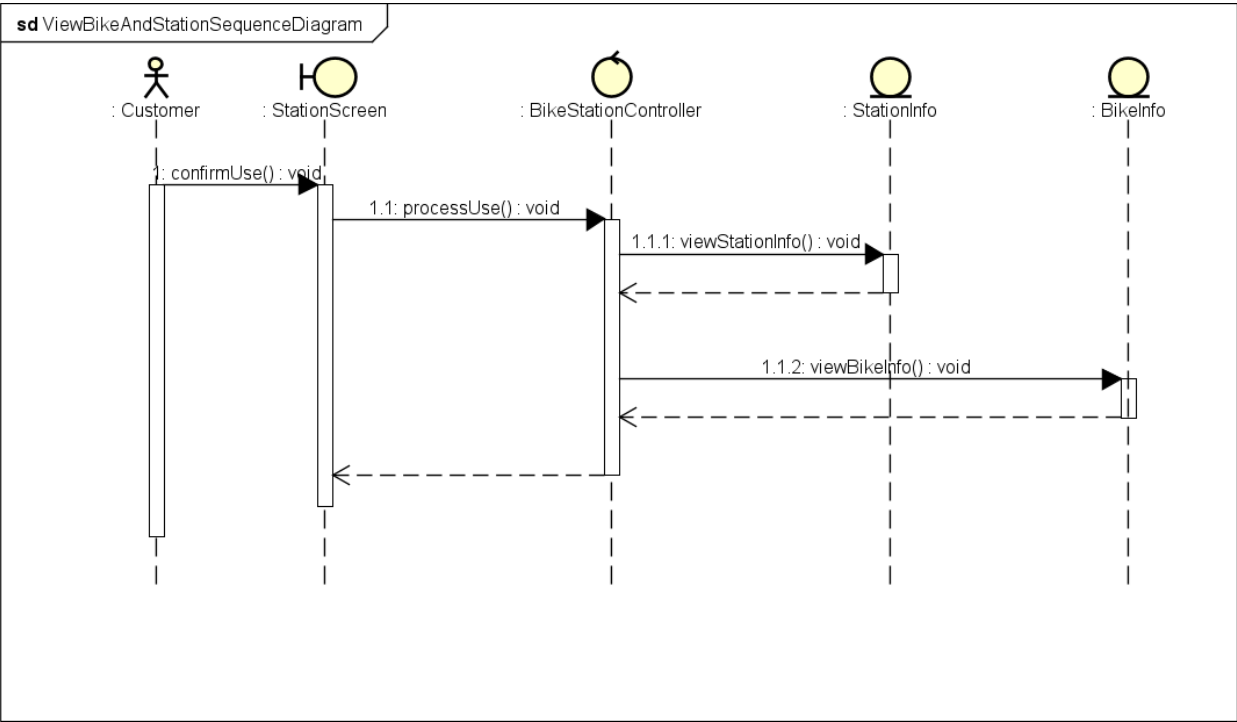 sd ViewBikeAndStationSequenceDiagram
: Customer
: StationScreen
: BikeStationController
: StationInfo
: BikeInfo
1: confirmUse() : void
1.1: processUse() : void
1.1.1: viewStationInfo() : void
1.1.2: viewBikeInfo() : void